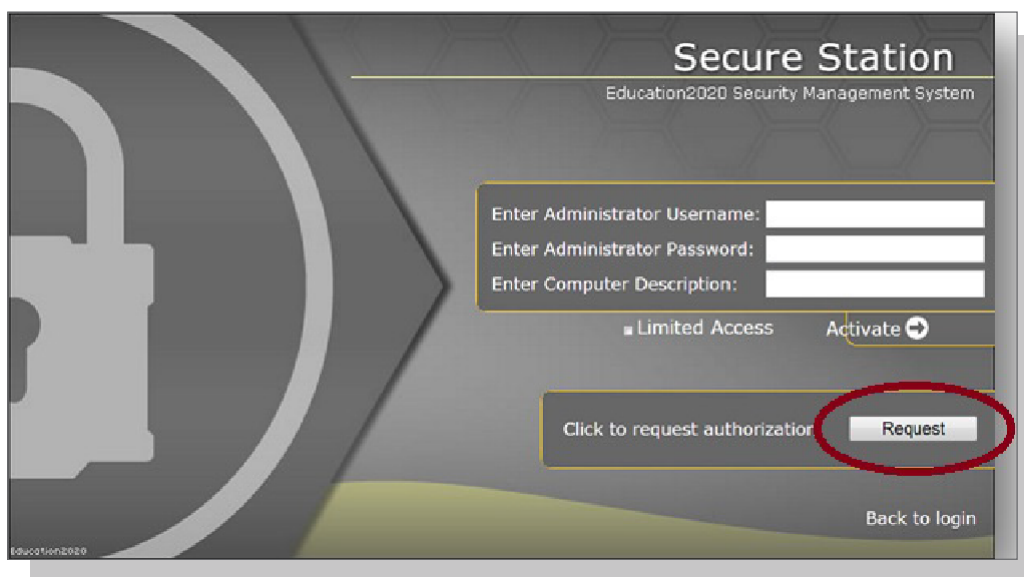 Secure Station
Education2020 Security Management System
Enter Administrator Username:
Enter Administrator Password:
Enter Computer Description:
Limited Access Activate
Click to request authorization Request
Back to login
Education2020